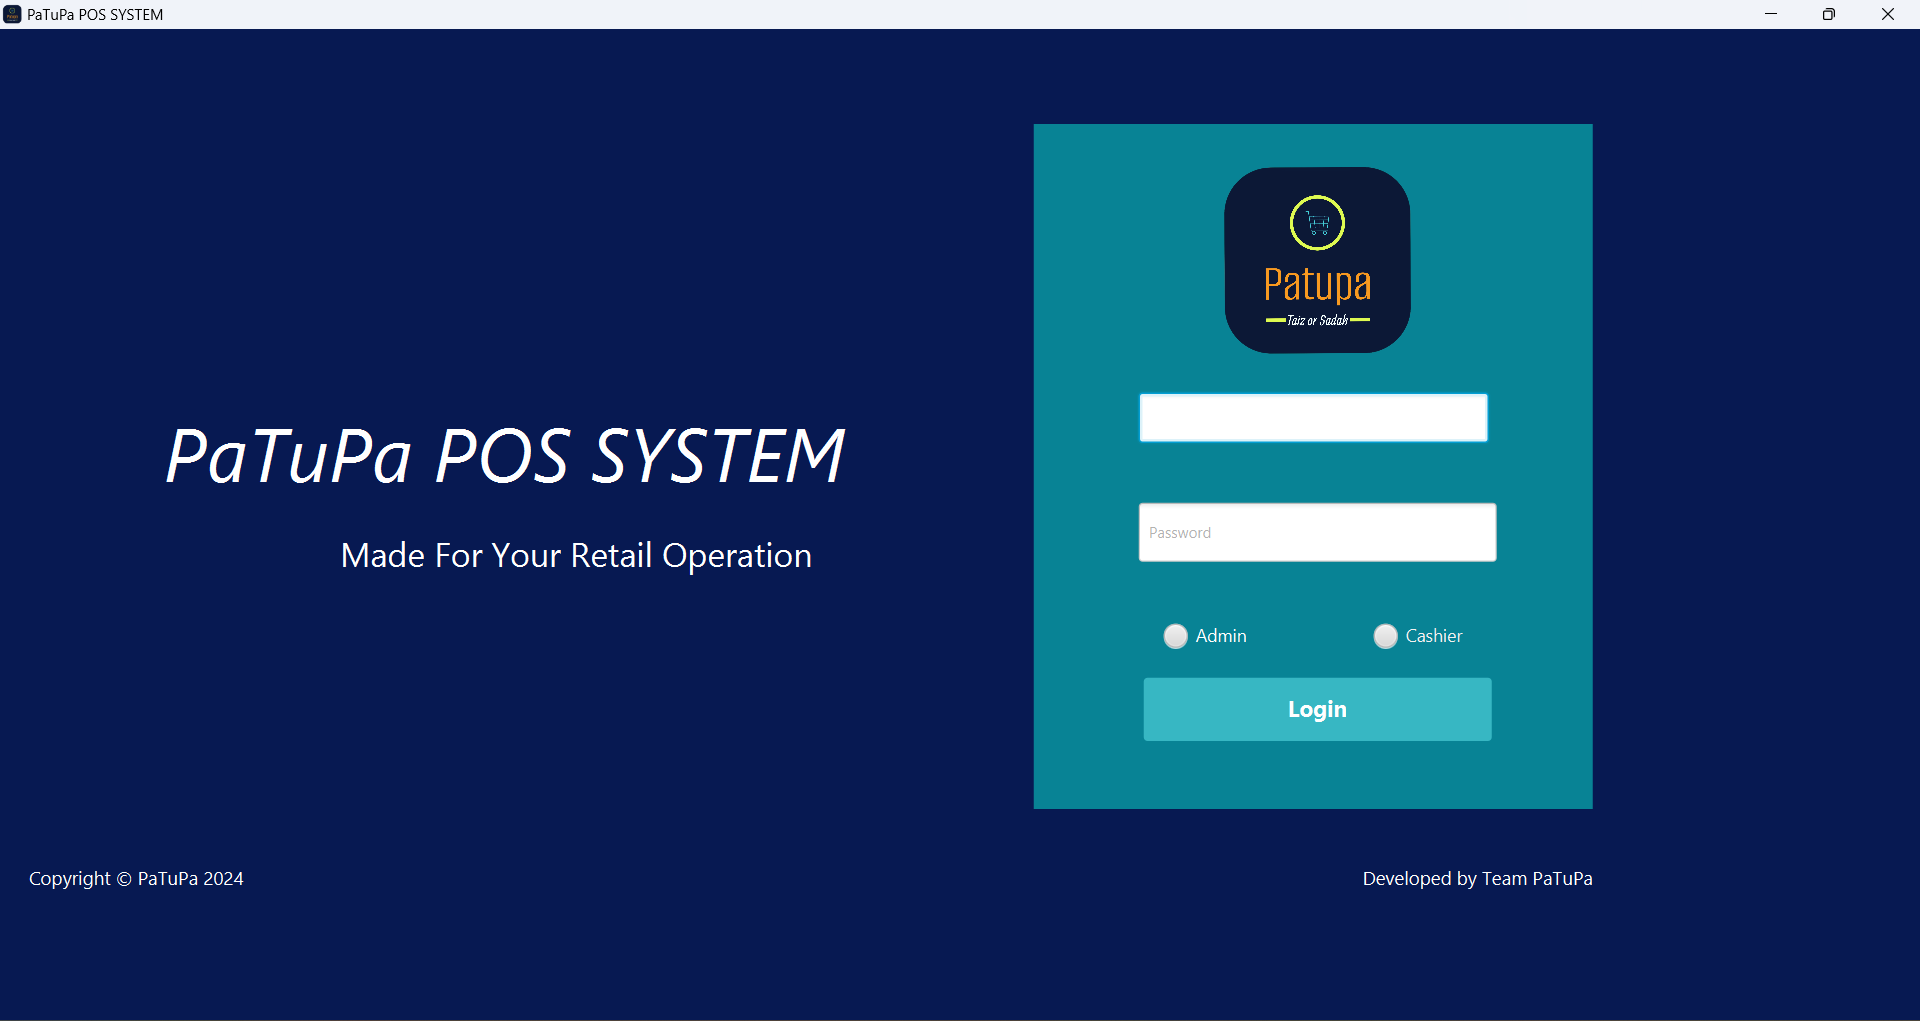 PaTuPa POS SYSTEM
Patupa
Taiz or Sadah
PaTuPa POS SYSTEM
Made For Your Retail Operation
Password
Admin
Cashier
Login
Copyright © PaTuPa 2024
Developed by Team PaTuPa